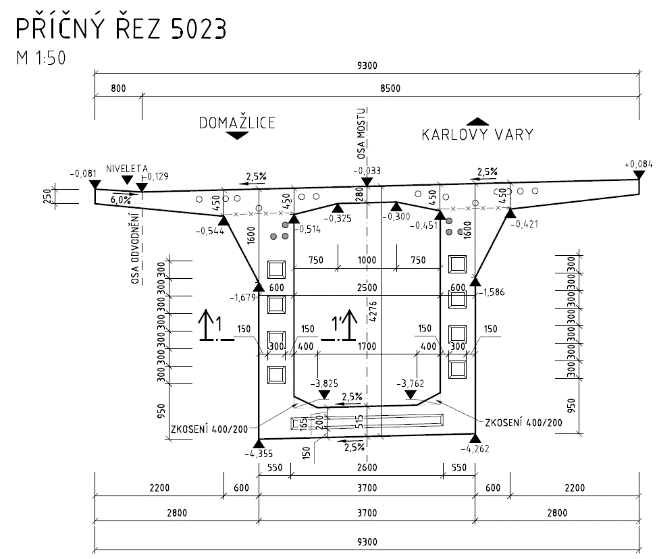 PŘÍČNÝ ŘEZ 5023
M 1:50
9300
800 8500
DOMAŽLICE
OSA MOSTU
KARLOVY VARY
-0,081 NIVELETA -0,129 2,5% -0,033 2,5% +0,084
250 6,0% 450 450 280 450 450
-0,544 -0,514 -0,325 -0,300 -0,451 -0,421
OSA ODVODNĚNÍ
1600 1600
750 1000 750
300 300 300 300 300 300 300
300 300 300 300 300 300 300
-1,679 600 2500 600 -1,586
4276
1 1'
150 300 150 150 300 150
400 1700 400
-3,825 -3,762
2,5%
950 950
ZKOSENÍ 400/200 165 200 515 ZKOSENÍ 400/200
-4,355 150 2,5% -4,262
550 2600 550
2200 600 3700 600 2200
2800 3700 2800
9300